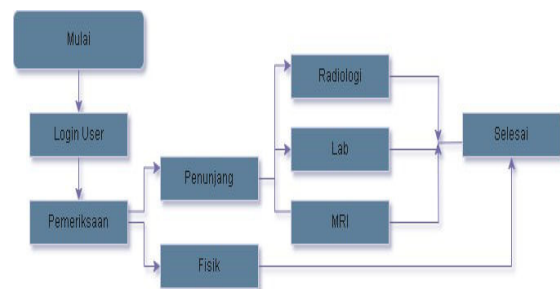 Mulai
Login User
Pemeriksaan
Penunjang
Fisik
Radiologi
Lab
MRI
Selesai